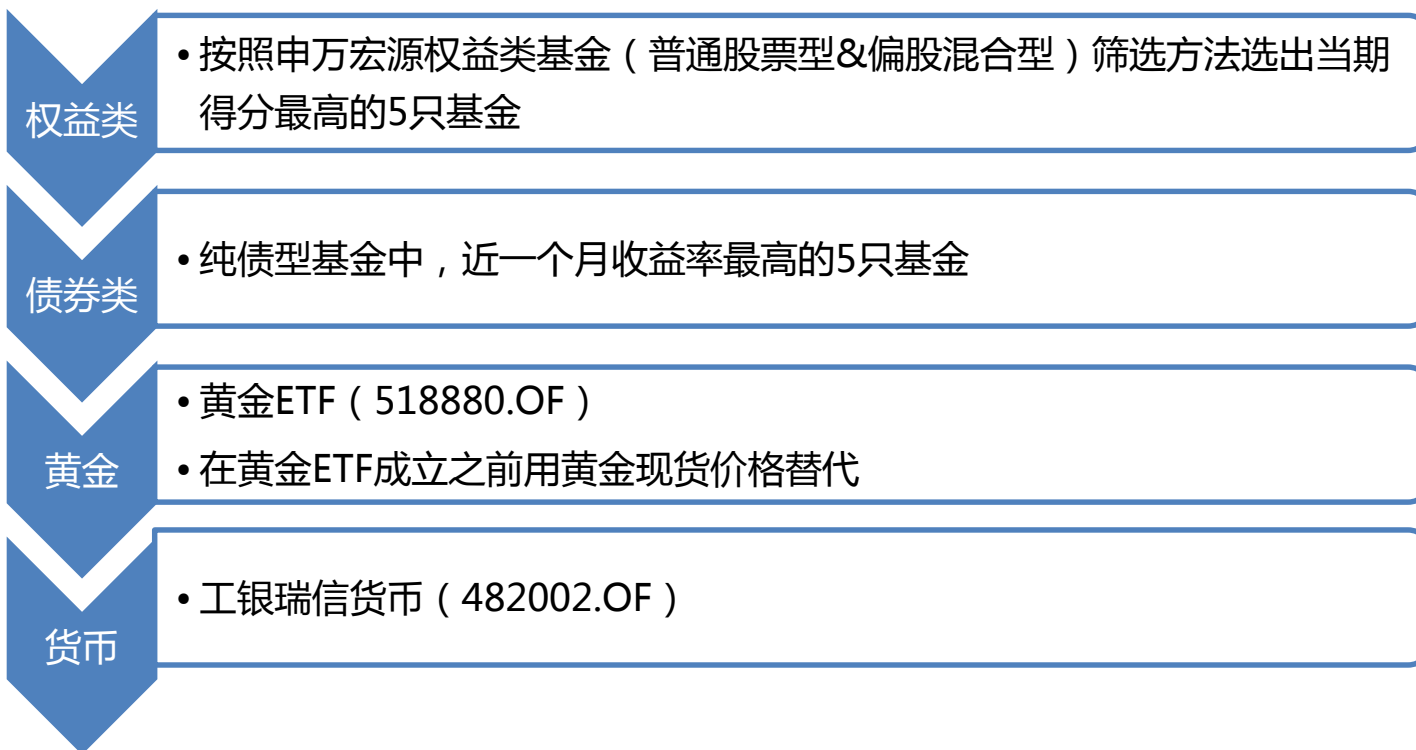 权益类
• 按照申万宏源权益类基金（普通股票型&偏股混合型）筛选方法选出当期
得分最高的5只基金
债券类
• 纯债型基金中，近一个月收益率最高的5只基金
黄金
• 黄金ETF（518880.OF）
• 在黄金ETF成立之前用黄金现货价格替代
货币
• 工银瑞信货币（482002.OF）